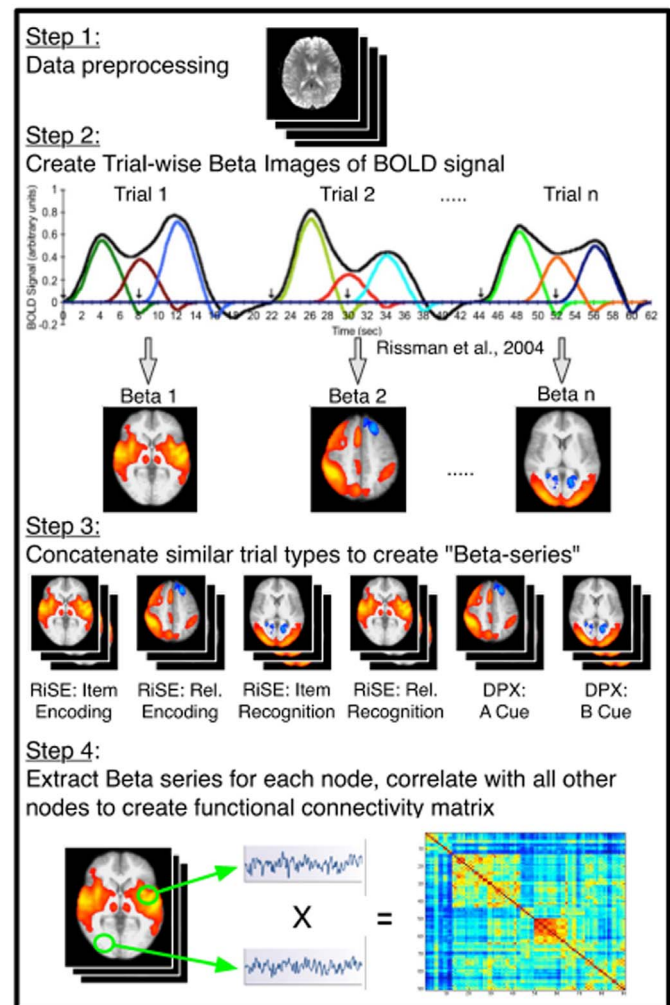 Step 1:
Data preprocessing
Step 2:
Create Trial-wise Beta Images of BOLD signal
Trial 1 Trial 2 ..... Trial n
BOLD Signal (arbitrary units)
1
0.8
0.6
0.4
0.2
0
-0.2
0 2 4 6 8 10 12 14 16 18 20 22 24 26 28 30 32 34 36 38 40 42 44 46 48 50 52 54 56 58 60 62
Time (sec)
Rissman et al., 2004
Beta 1 Beta 2 Beta n
.....
Step 3:
Concatenate similar trial types to create "Beta-series"
RiSE: Item RiSE: Rel. RiSE: Item RiSE: Rel. DPX: DPX:
Encoding Encoding Recognition Recognition A Cue B Cue
Step 4:
Extract Beta series for each node, correlate with all other
nodes to create functional connectivity matrix
X =